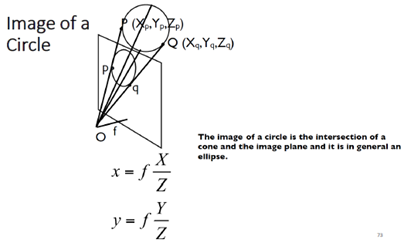 Image of a
Circle
P (Xp,Yp,Zp)
Q (Xq,Yq,Zq)
p
q
f
O
x = f X/Z
y = f Y/Z
The image of a circle is the intersection of a
cone and the image plane and it is in general an
ellipse.
73